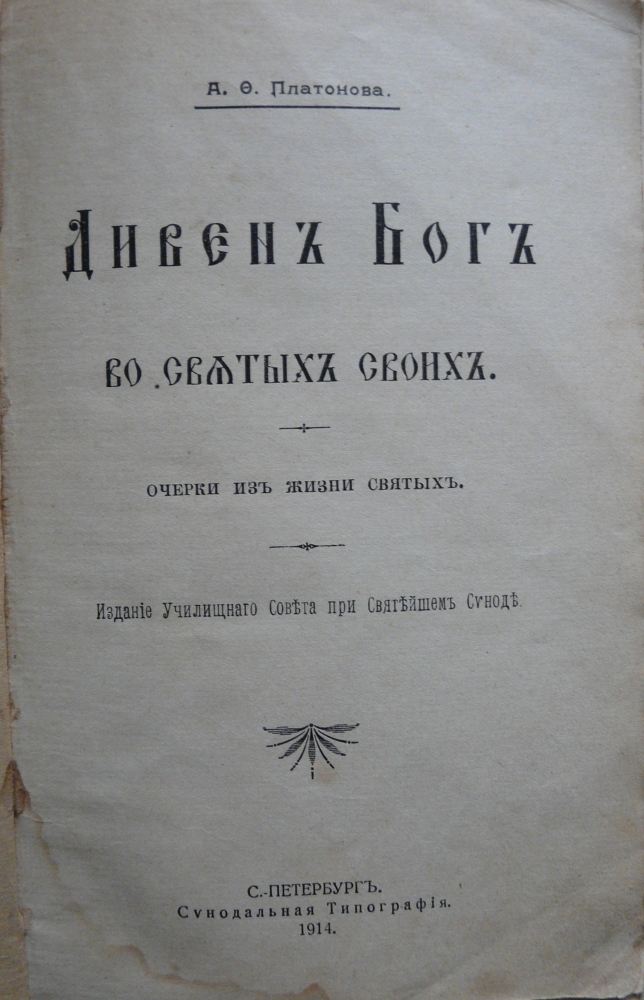 А. Ѳ. Платонова.
Дивенъ Богъ
во святыхъ своихъ.
ОЧЕРКИ ИЗЪ ЖИЗНИ СВЯТЫХЪ.
Изданіе Училищнаго Совѣта при Святѣйшемъ Сѵнодѣ.
С.-ПЕТЕРБУРГЪ.
Сѵнодальная Типографія.
1914.